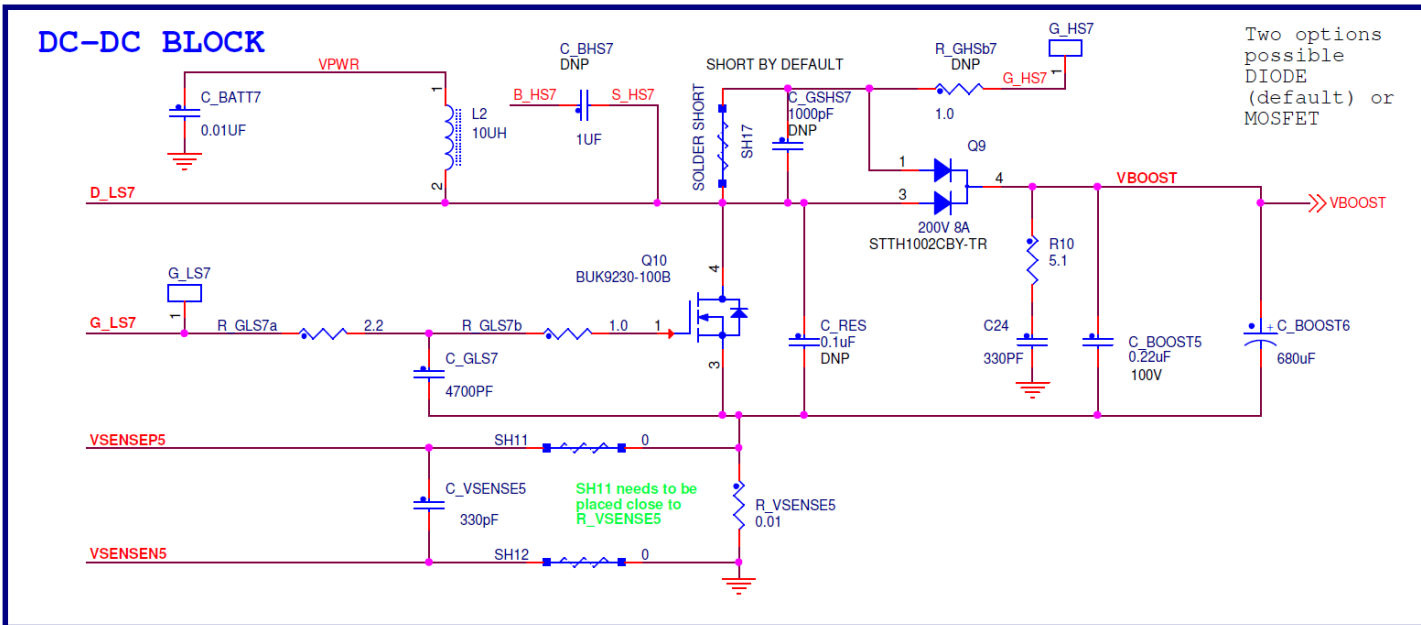 DC-DC BLOCK
VPWR
C_BATT7
0.01UF
1
L2
10UH
2
C_BHS7
DNP
B_HS7
S_HS7
1UF
SHORT BY DEFAULT
SOLDER SHORT
SH17
C_GSHS7
1000pF
DNP
R_GHSb7
DNP
1.0
G_HS7
G_HS7
1
Two options
possible
DIODE
(default) or
MOSFET
D_LS7
Q9
1
3
4
200V 8A
STTH1002CBY-TR
VBOOST
VBOOST
R10
5.1
C24
330PF
C_BOOST5
0.22uF
100V
+
C_BOOST6
680uF
G_LS7
1
G_LS7
R_GLS7a
2.2
R_GLS7b
1.0
1
Q10
BUK9230-100B
4
3
C_GLS7
4700PF
C_RES
0.1uF
DNP
VSENSEP5
SH11
0
C_VSENSE5
330pF
SH11 needs to be
placed close to
R_VSENSE5
R_VSENSE5
0.01
VSENSEN5
SH12
0